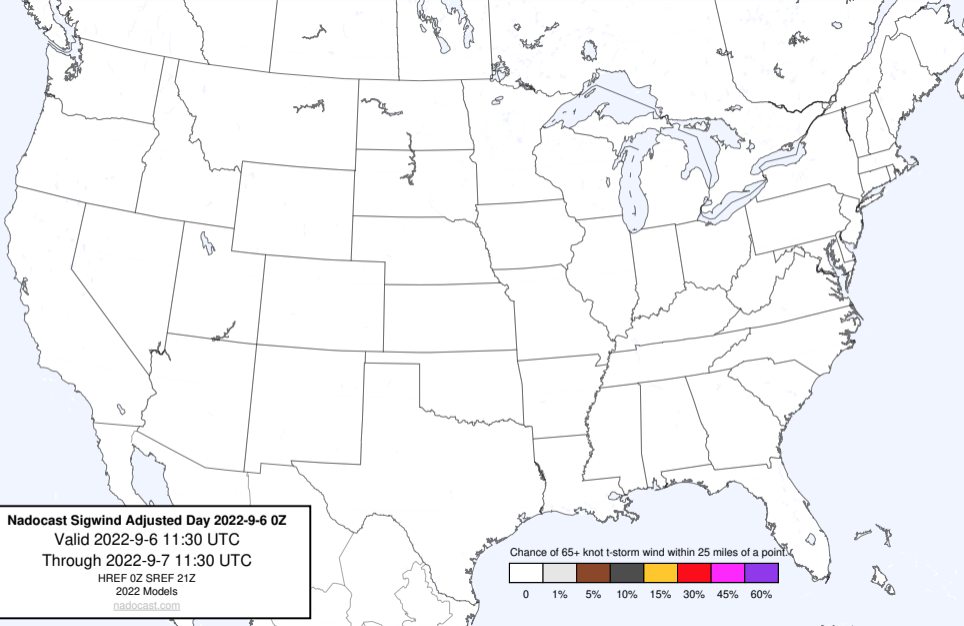 Nadocast Sigwind Adjusted Day 2022-9-6 0Z
Valid 2022-9-6 11:30 UTC
Through 2022-9-7 11:30 UTC
HREF 0Z SREF 21Z
2022 Models
nadocast.com
Chance of 65+ knot t-storm wind within 25 miles of a point.
0 1% 5% 10% 15% 30% 45% 60%